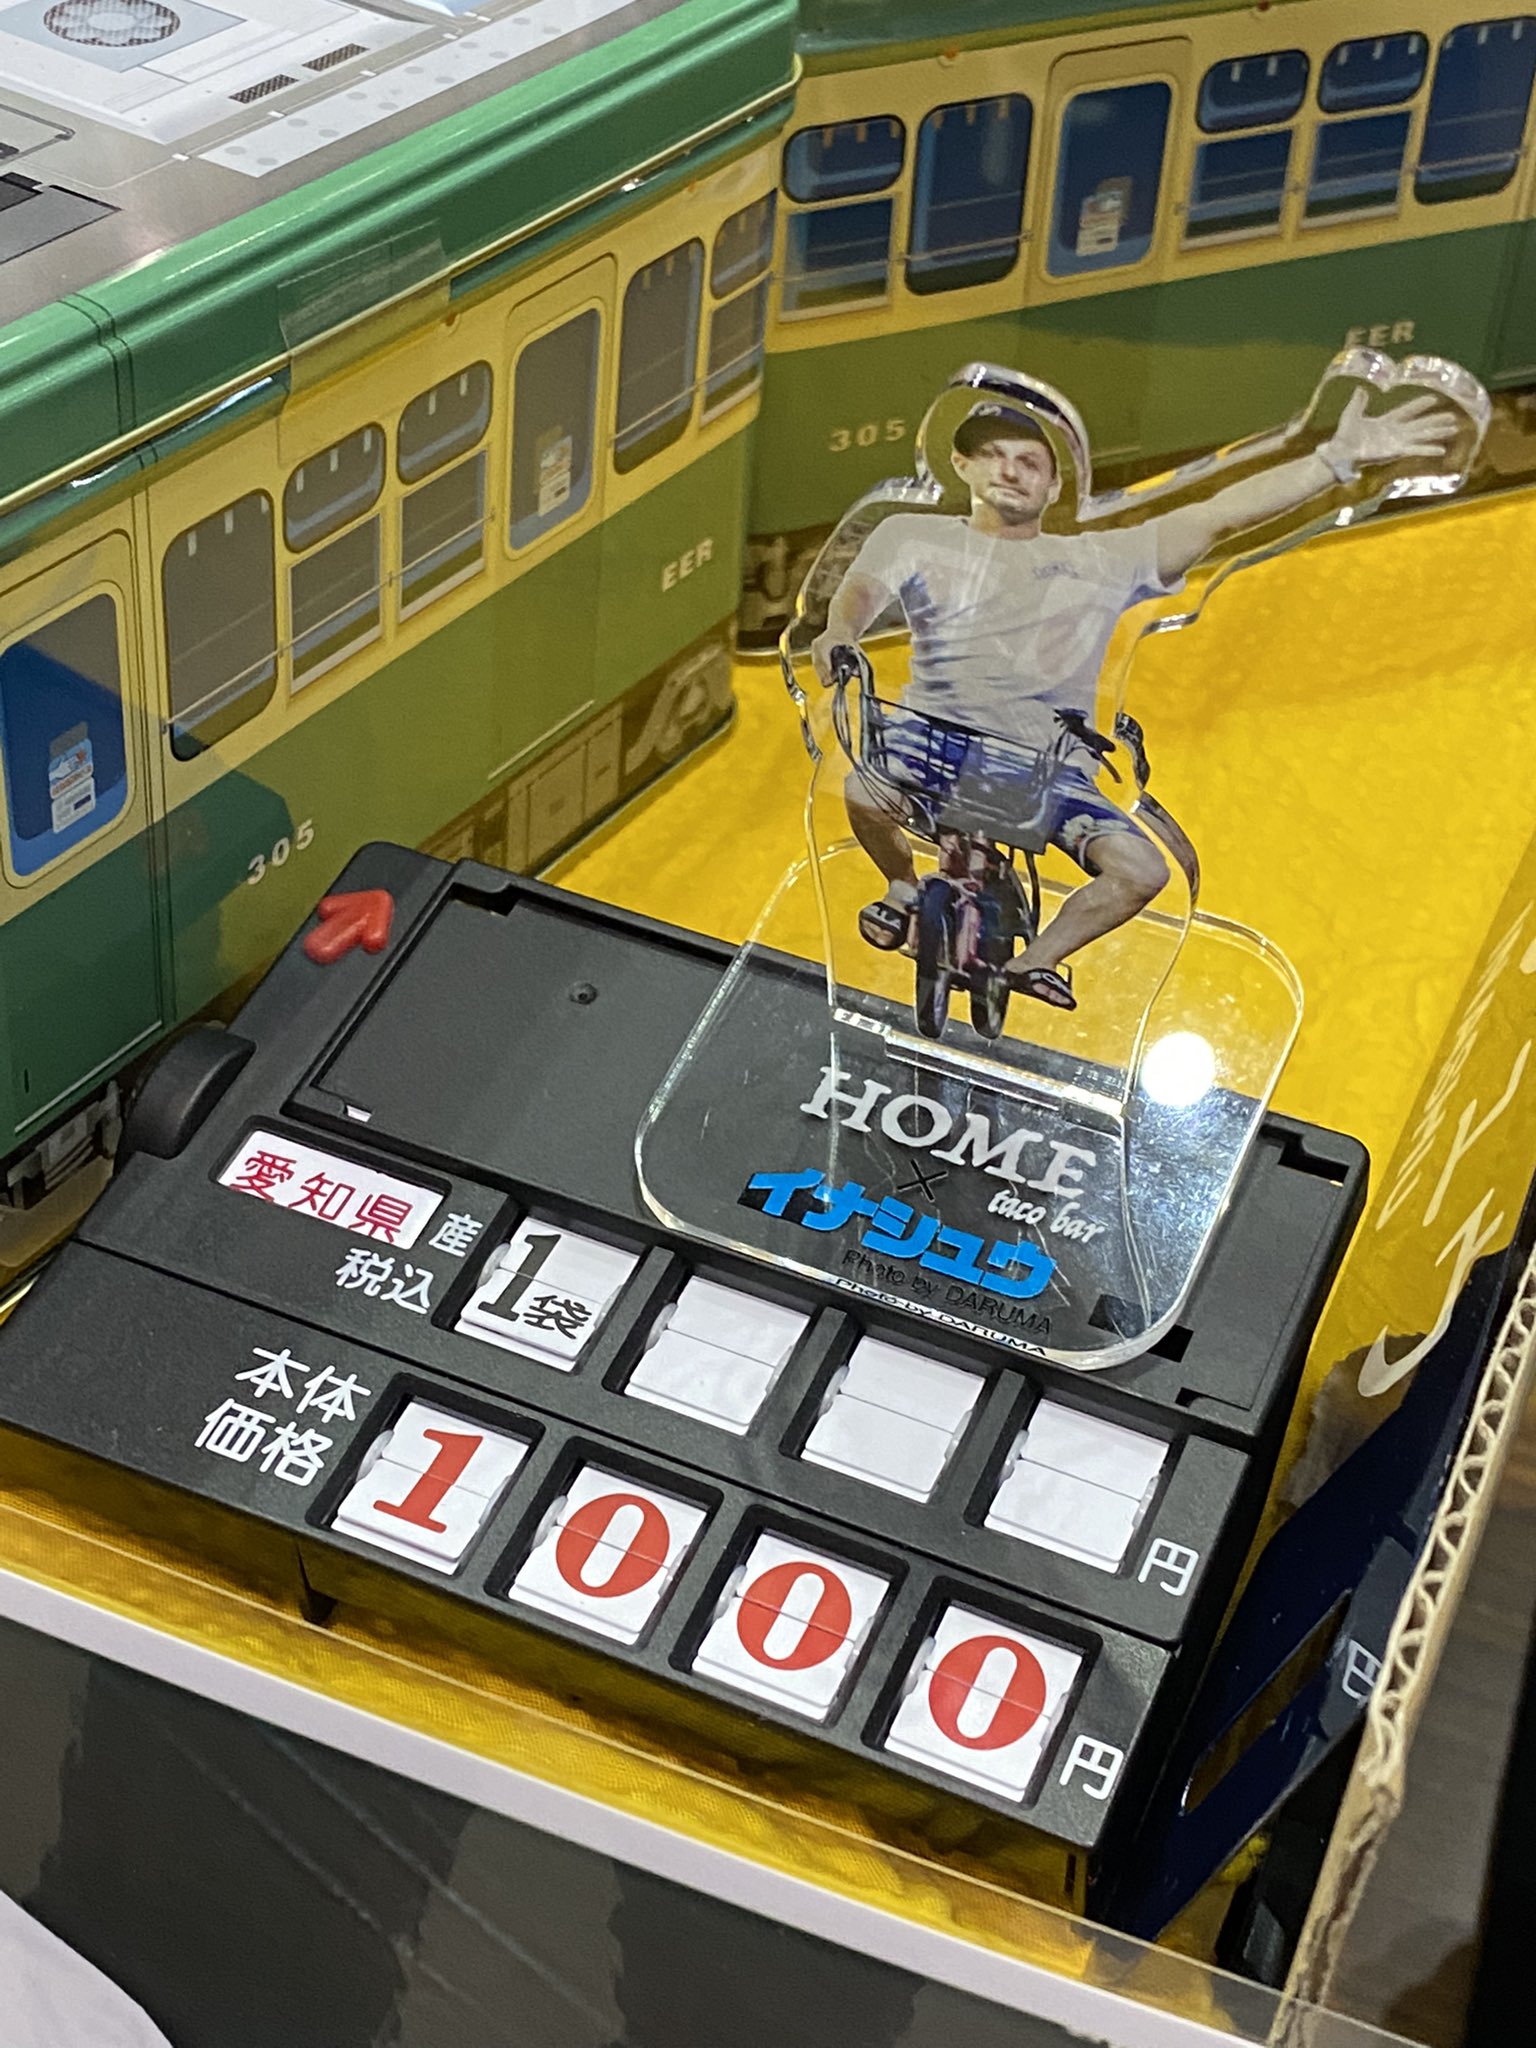 EER
305
EER
305
HOME
×
taco bar
イナシュウ
Photo by DARUMA
愛知県 産
税込 1袋 円
本体
価格 1000 円
円